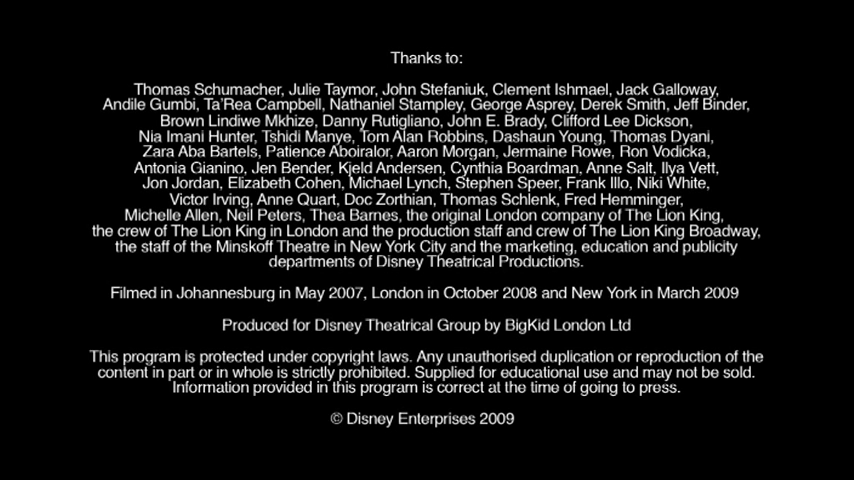 Thanks to:
Thomas Schumacher, Julie Taymor, John Stefaniuk, Clement Ishmael, Jack Galloway,
Andile Gumbi, Ta'Rea Campbell, Nathaniel Stampley, George Asprey, Derek Smith, Jeff Binder,
Brown Lindiwe Mkhize, Danny Rutigliano, John E. Brady, Clifford Lee Dickson,
Nia Imani Hunter, Tshidi Manye, Tom Alan Robbins, Dashaun Young, Thomas Dyani,
Zara Aba Bartels, Patience Aboiralor, Aaron Morgan, Jermaine Rowe, Ron Vodicka,
Antonia Gianino, Jen Bender, Kjeld Andersen, Cynthia Boardman, Anne Salt, Ilya Vett,
Jon Jordan, Elizabeth Cohen, Michael Lynch, Stephen Speer, Frank Illo, Niki White,
Victor Irving, Anne Quart, Doc Zorthian, Thomas Schlenk, Fred Hemminger,
Michelle Allen, Neil Peters, Thea Barnes, the original London company of The Lion King,
the crew of The Lion King in London and the production staff and crew of The Lion King Broadway,
the staff of the Minskoff Theatre in New York City and the marketing, education and publicity
departments of Disney Theatrical Productions.
Filmed in Johannesburg in May 2007, London in October 2008 and New York in March 2009
Produced for Disney Theatrical Group by BigKid London Ltd
This program is protected under copyright laws. Any unauthorised duplication or reproduction of the
content in part or in whole is strictly prohibited. Supplied for educational use and may not be sold.
Information provided in this program is correct at the time of going to press.
© Disney Enterprises 2009